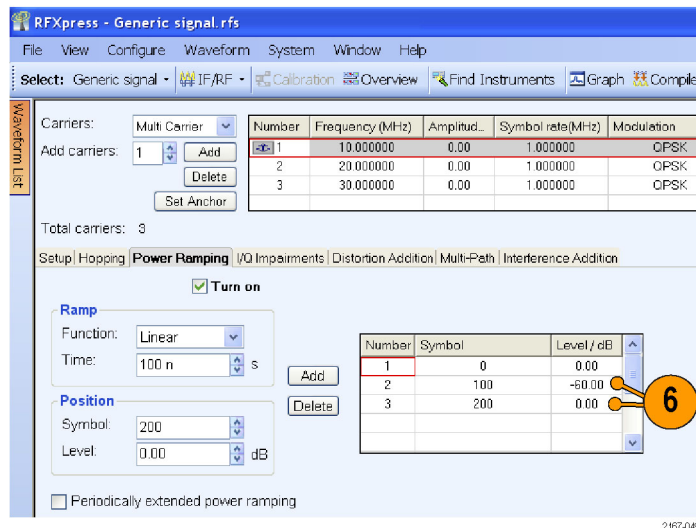 RFXpress - Generic signal.rfs
File View Configure Waveform System Window Help
Select: Generic signal IF/RF Calibration Overview Find Instruments Graph Compile
Waveform List
Carriers: Multi Carrier
Add carriers: 1 Add
Delete
Set Anchor
Total carriers: 3
Number Frequency (MHz) Amplitud... Symbol rate(MHz) Modulation
1 10.000000 0.00 1.000000 QPSK
2 20.000000 0.00 1.000000 QPSK
3 30.000000 0.00 1.000000 QPSK
Setup Hopping Power Ramping I/Q Impairments Distortion Addition Multi-Path Interference Addition
Turn on
Ramp
Function: Linear
Time: 100 n s
Position
Symbol: 200
Level: 0.00 dB
Add
Delete
Number Symbol Level / dB
1 0 0.00
2 100 -60.00
3 200 0.00
6
Periodically extended power ramping